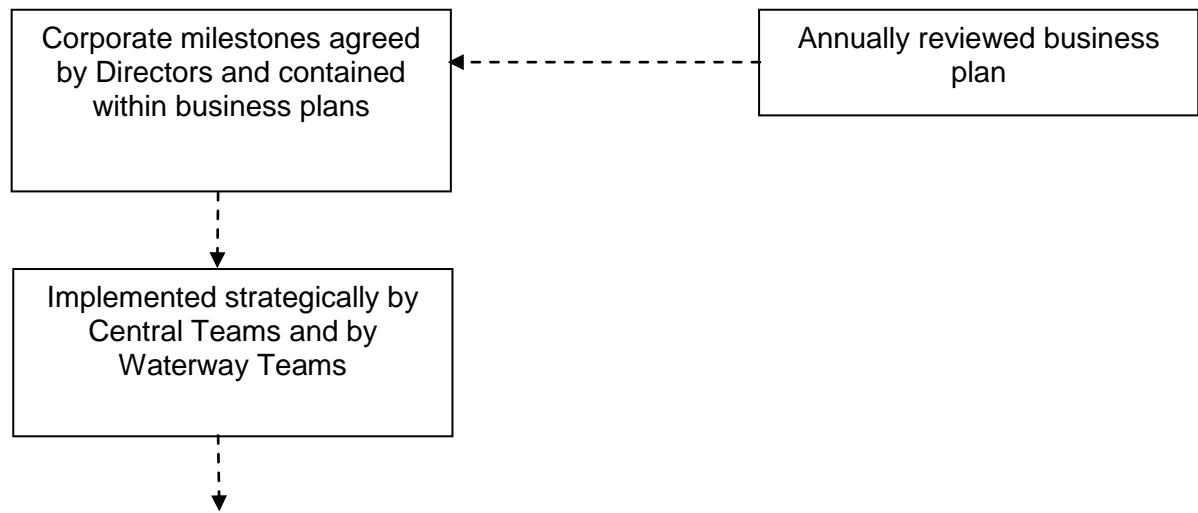 Corporate milestones agreed
by Directors and contained
within business plans
Annually reviewed business
plan
Implemented strategically by
Central Teams and by
Waterway Teams